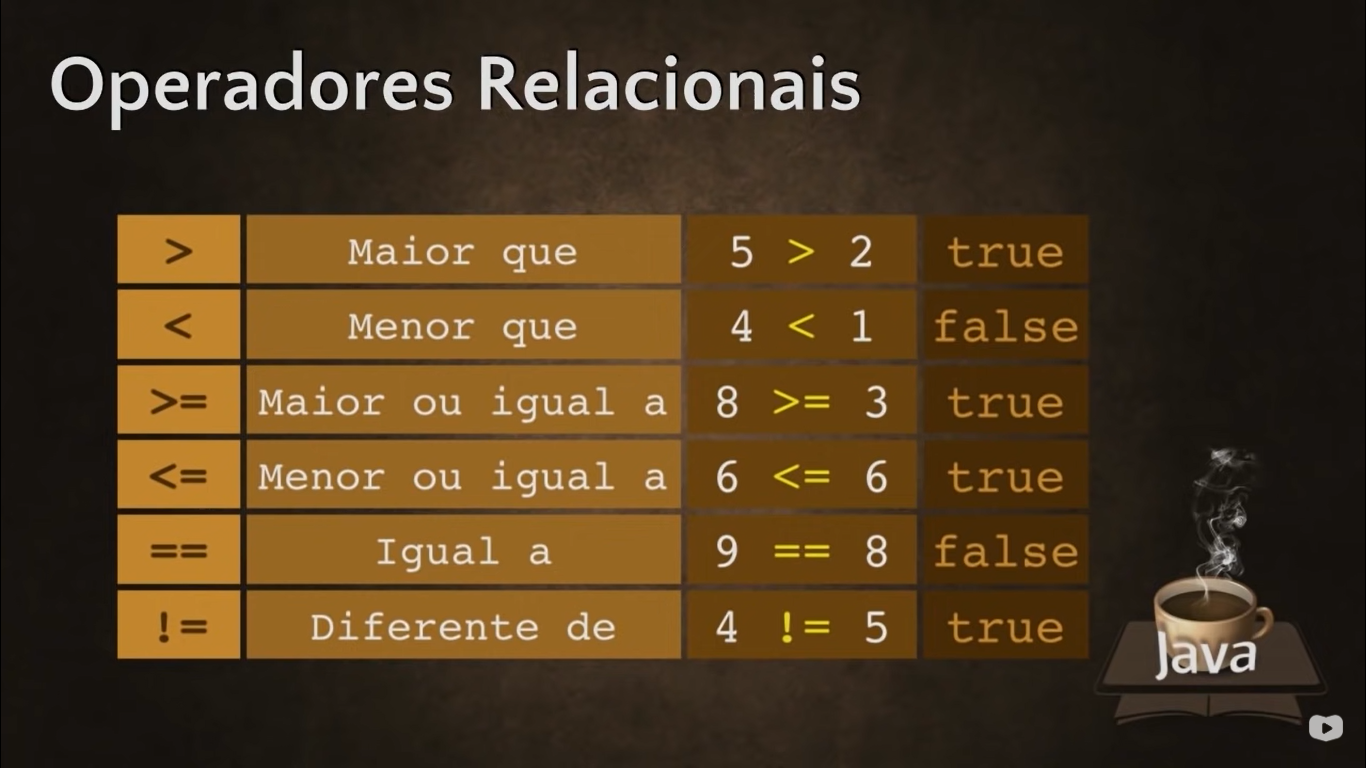 Operadores Relacionais
> Maior que 5 > 2 true
< Menor que 4 < 1 false
>= Maior ou igual a 8 >= 3 true
<= Menor ou igual a 6 <= 6 true
== Igual a 9 == 8 false
!= Diferente de 4 != 5 true
Java